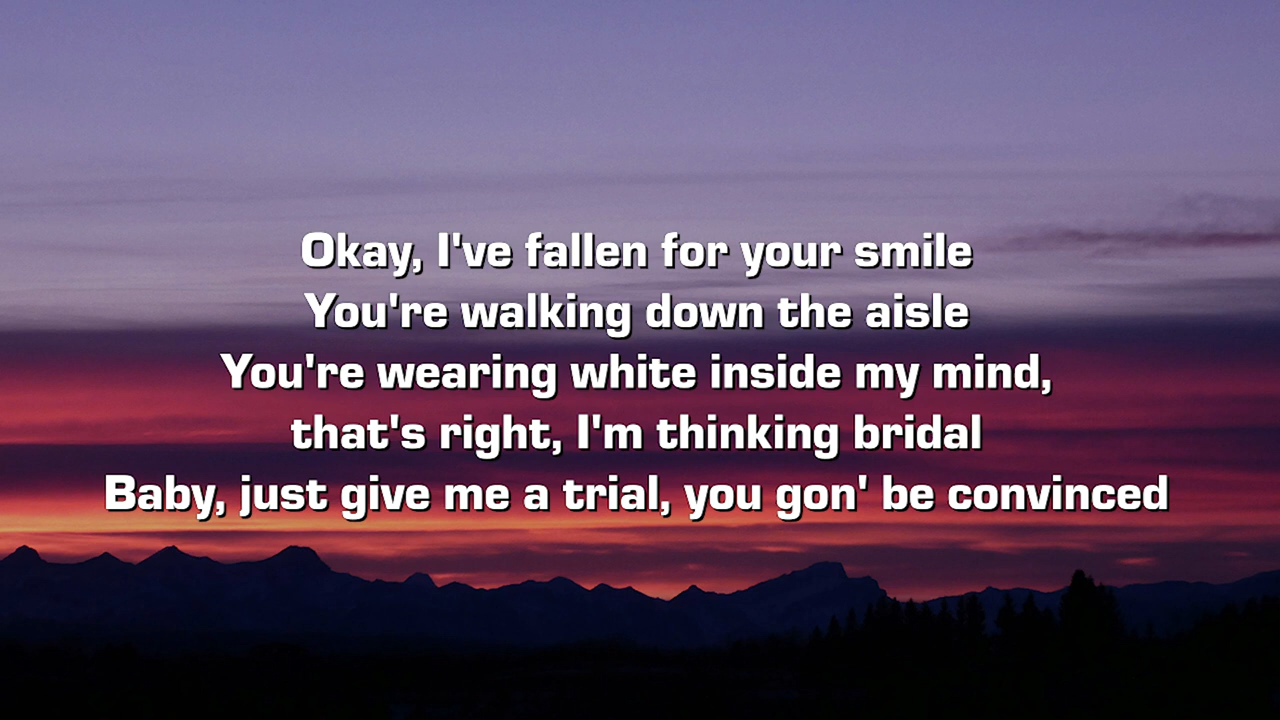 Okay, I've fallen for your smile
You're walking down the aisle
You're wearing white inside my mind,
that's right, I'm thinking bridal
Baby, just give me a trial, you gon' be convinced